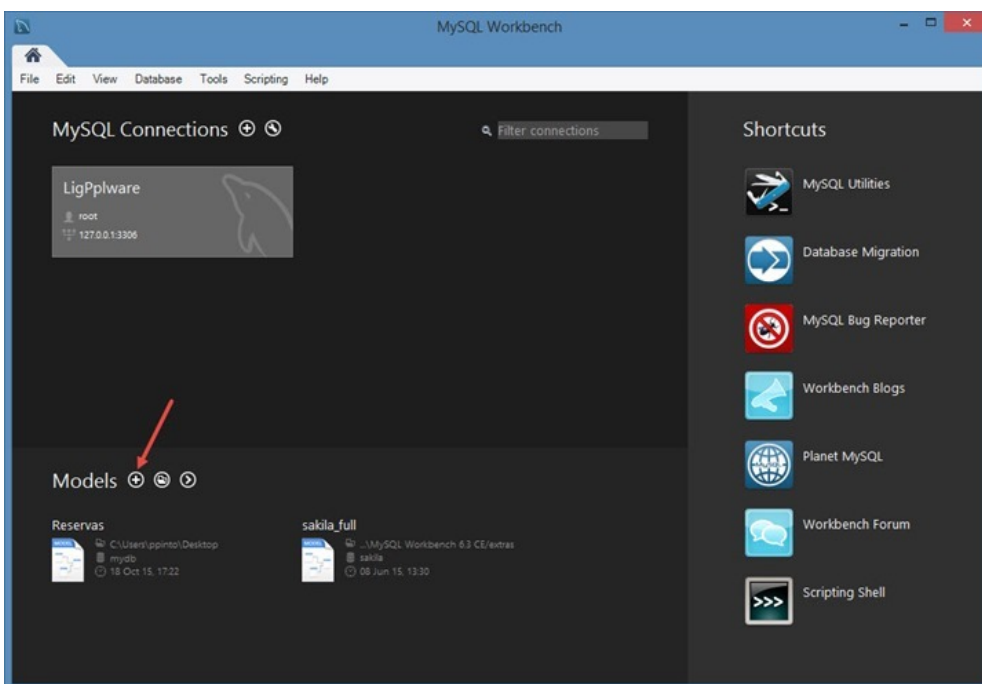 MySQL Workbench
File Edit View Database Tools Scripting Help
MySQL Connections
Filter connections
LigPplware
root
127.0.0.1:3306
Shortcuts
MySQL Utilities
Database Migration
MySQL Bug Reporter
Workbench Blogs
Planet MySQL
Workbench Forum
Scripting Shell
Models
Reservas
C:\Users\ppinto\Desktop
mydb
18 Oct 15, 17:22
sakila_full
...\MySQL Workbench 6.3 CE/extras
sakila
08 Jun 15, 13:30